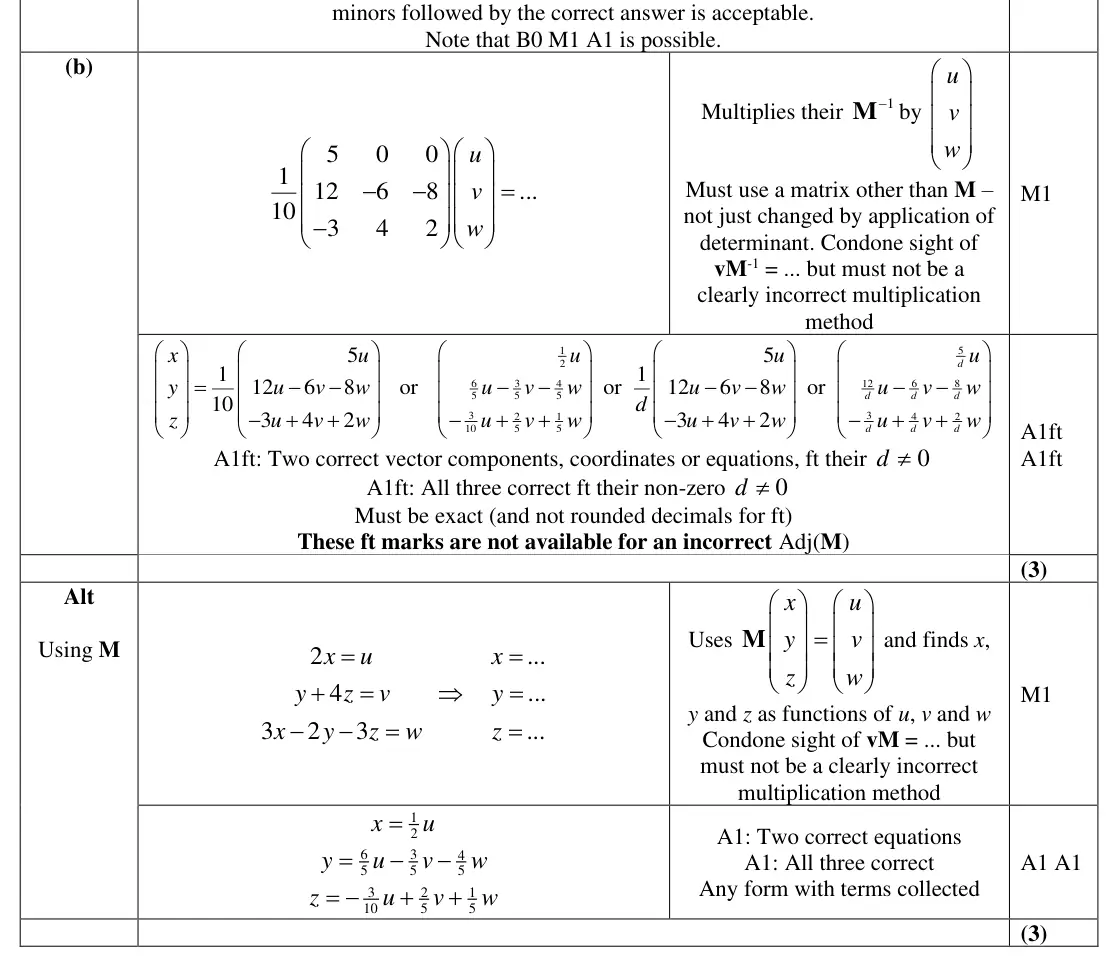 minors followed by the correct answer is acceptable.
Note that B0 M1 A1 is possible.
(b)
1/10 ( 5 0 0 ; 12 −6 −8 ; −3 4 2 ) ( u ; v ; w ) = ...
Multiplies their M⁻¹ by ( u ; v ; w )
Must use a matrix other than M –
not just changed by application of
determinant. Condone sight of
vM⁻¹ = ... but must not be a
clearly incorrect multiplication
method
M1
( x ; y ; z ) = 1/10 ( 5u ; 12u − 6v − 8w ; −3u + 4v + 2w ) or ( 1/2 u ; 6/5 u − 3/5 v − 4/5 w ; − 3/10 u + 2/5 v + 1/5 w ) or 1/d ( 5u ; 12u − 6v − 8w ; −3u + 4v + 2w ) or ( 5/d u ; 12/d u − 6/d v − 8/d w ; − 3/d u + 4/d v + 2/d w )
A1ft: Two correct vector components, coordinates or equations, ft their d ≠ 0
A1ft: All three correct ft their non-zero d ≠ 0
Must be exact (and not rounded decimals for ft)
These ft marks are not available for an incorrect Adj(M)
A1ft
A1ft
(3)
Alt
Using M
2x = u x = ...
y + 4z = v ⇒ y = ...
3x − 2y − 3z = w z = ...
Uses M ( x ; y ; z ) = ( u ; v ; w ) and finds x,
y and z as functions of u, v and w
Condone sight of vM = ... but
must not be a clearly incorrect
multiplication method
M1
x = 1/2 u
y = 6/5 u − 3/5 v − 4/5 w
z = − 3/10 u + 2/5 v + 1/5 w
A1: Two correct equations
A1: All three correct
Any form with terms collected
A1 A1
(3)